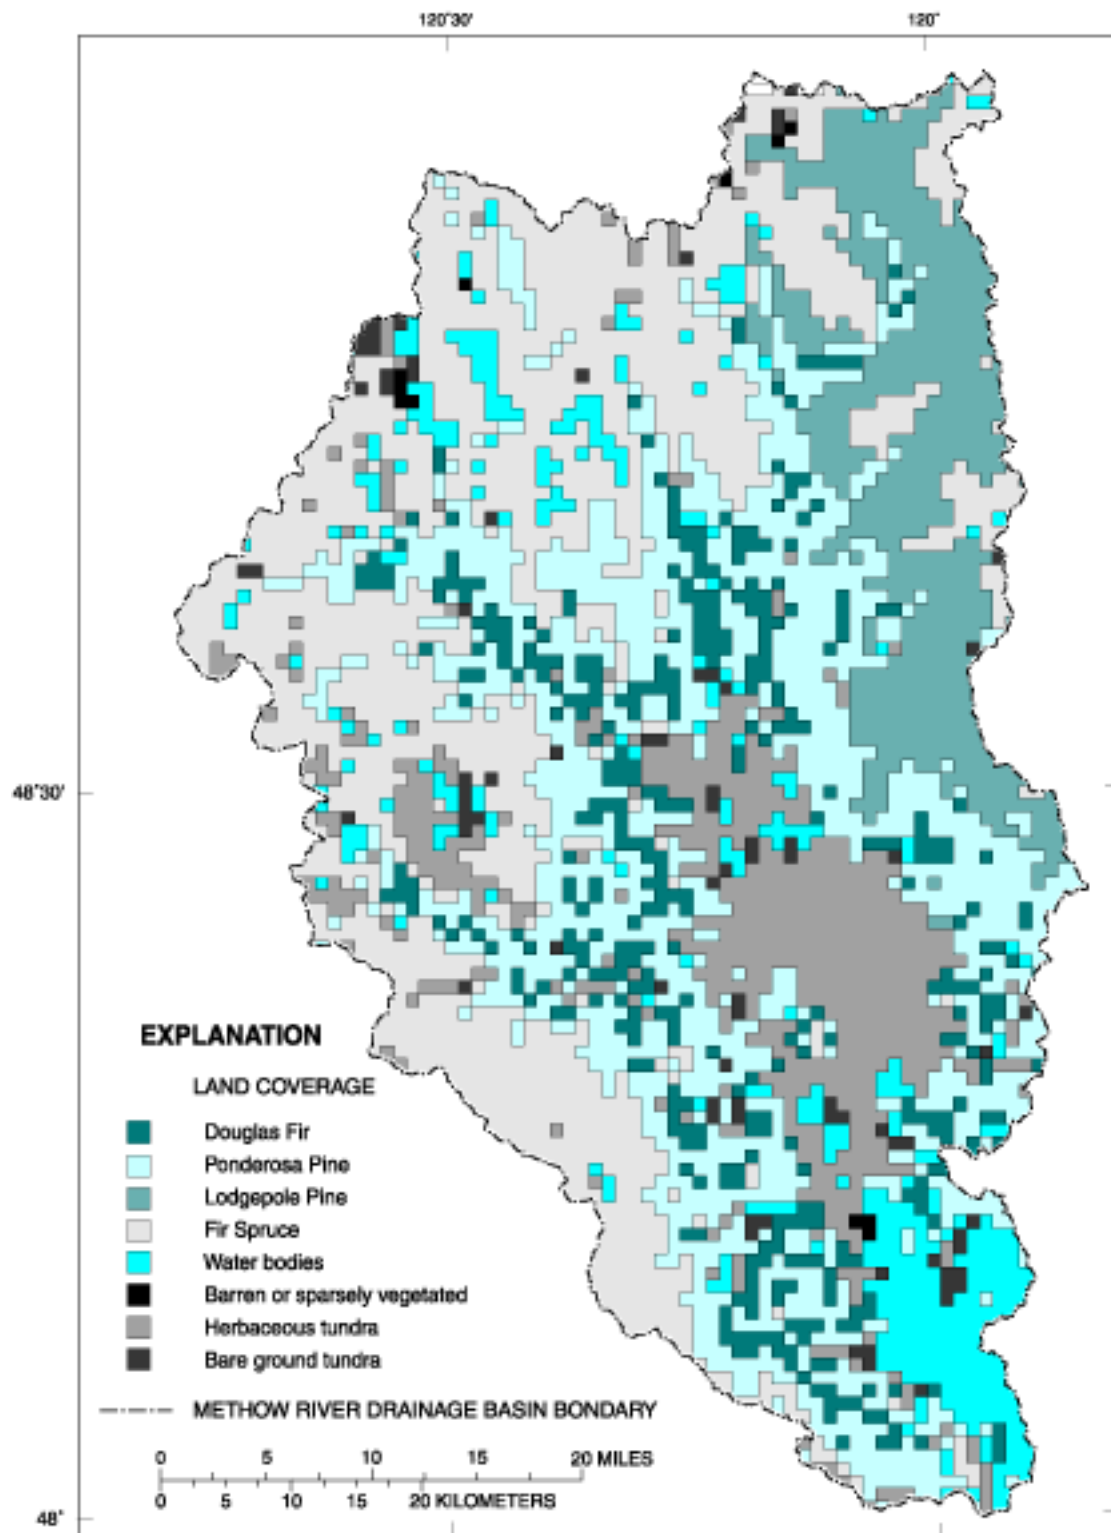 120°30'
120°
48°30'
EXPLANATION
LAND COVERAGE
Douglas Fir
Ponderosa Pine
Lodgepole Pine
Fir Spruce
Water bodies
Barren or sparsely vegetated
Herbaceous tundra
Bare ground tundra
METHOW RIVER DRAINAGE BASIN BONDARY
0 5 10 15 20 MILES
0 5 10 15 20 KILOMETERS
48°